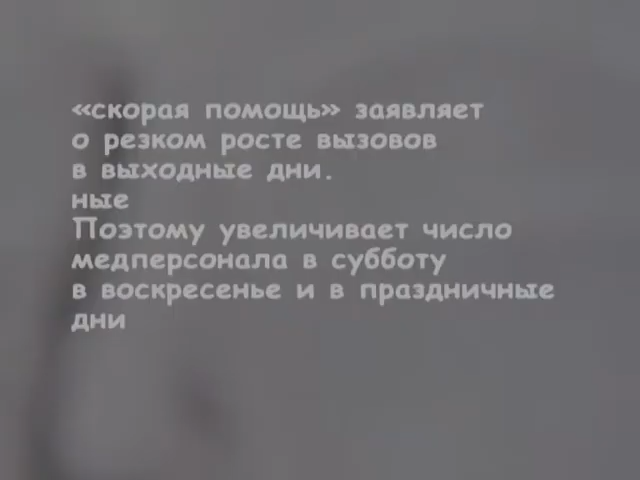 «скорая помощь» заявляет
о резком росте вызовов
в выходные дни.
ные
Поэтому увеличивает число
медперсонала в субботу
в воскресенье и в праздничные
дни